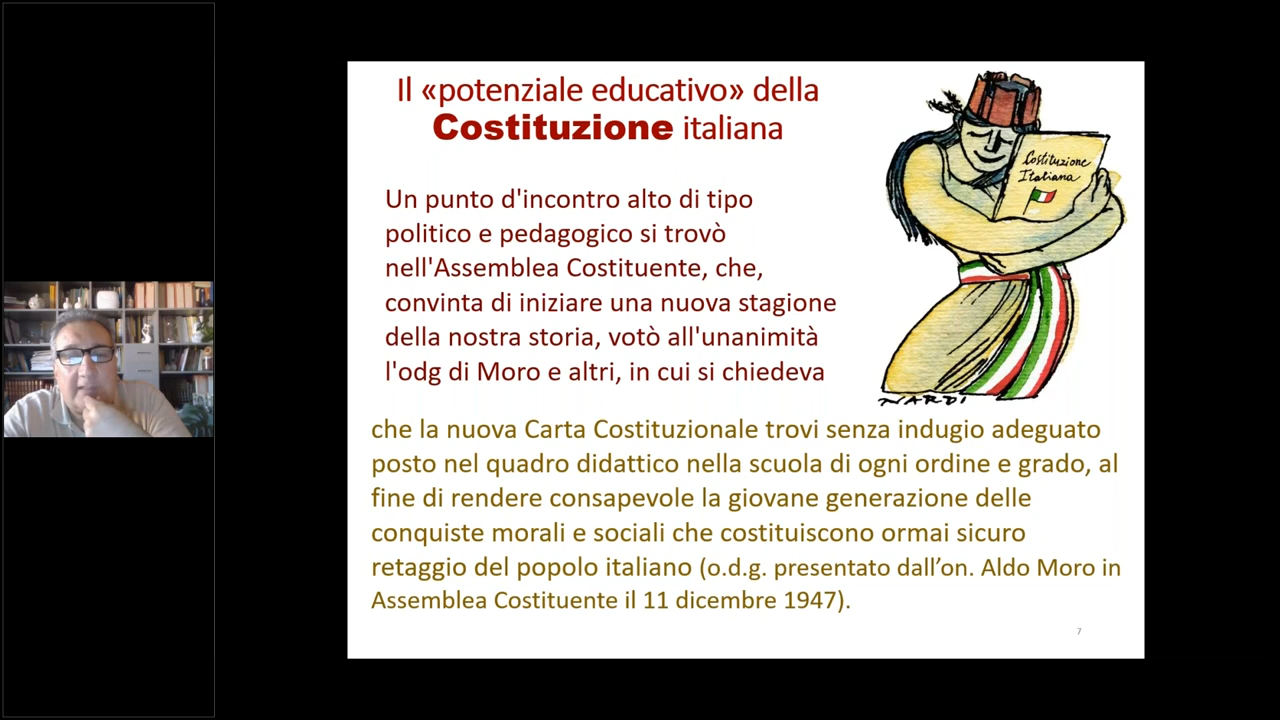 Il «potenziale educativo» della
Costituzione italiana
Un punto d'incontro alto di tipo
politico e pedagogico si trovò
nell'Assemblea Costituente, che,
convinta di iniziare una nuova stagione
della nostra storia, votò all'unanimità
l'odg di Moro e altri, in cui si chiedeva
Costituzione
Italiana
NARDI
che la nuova Carta Costituzionale trovi senza indugio adeguato
posto nel quadro didattico nella scuola di ogni ordine e grado, al
fine di rendere consapevole la giovane generazione delle
conquiste morali e sociali che costituiscono ormai sicuro
retaggio del popolo italiano (o.d.g. presentato dall’on. Aldo Moro in
Assemblea Costituente il 11 dicembre 1947).
7